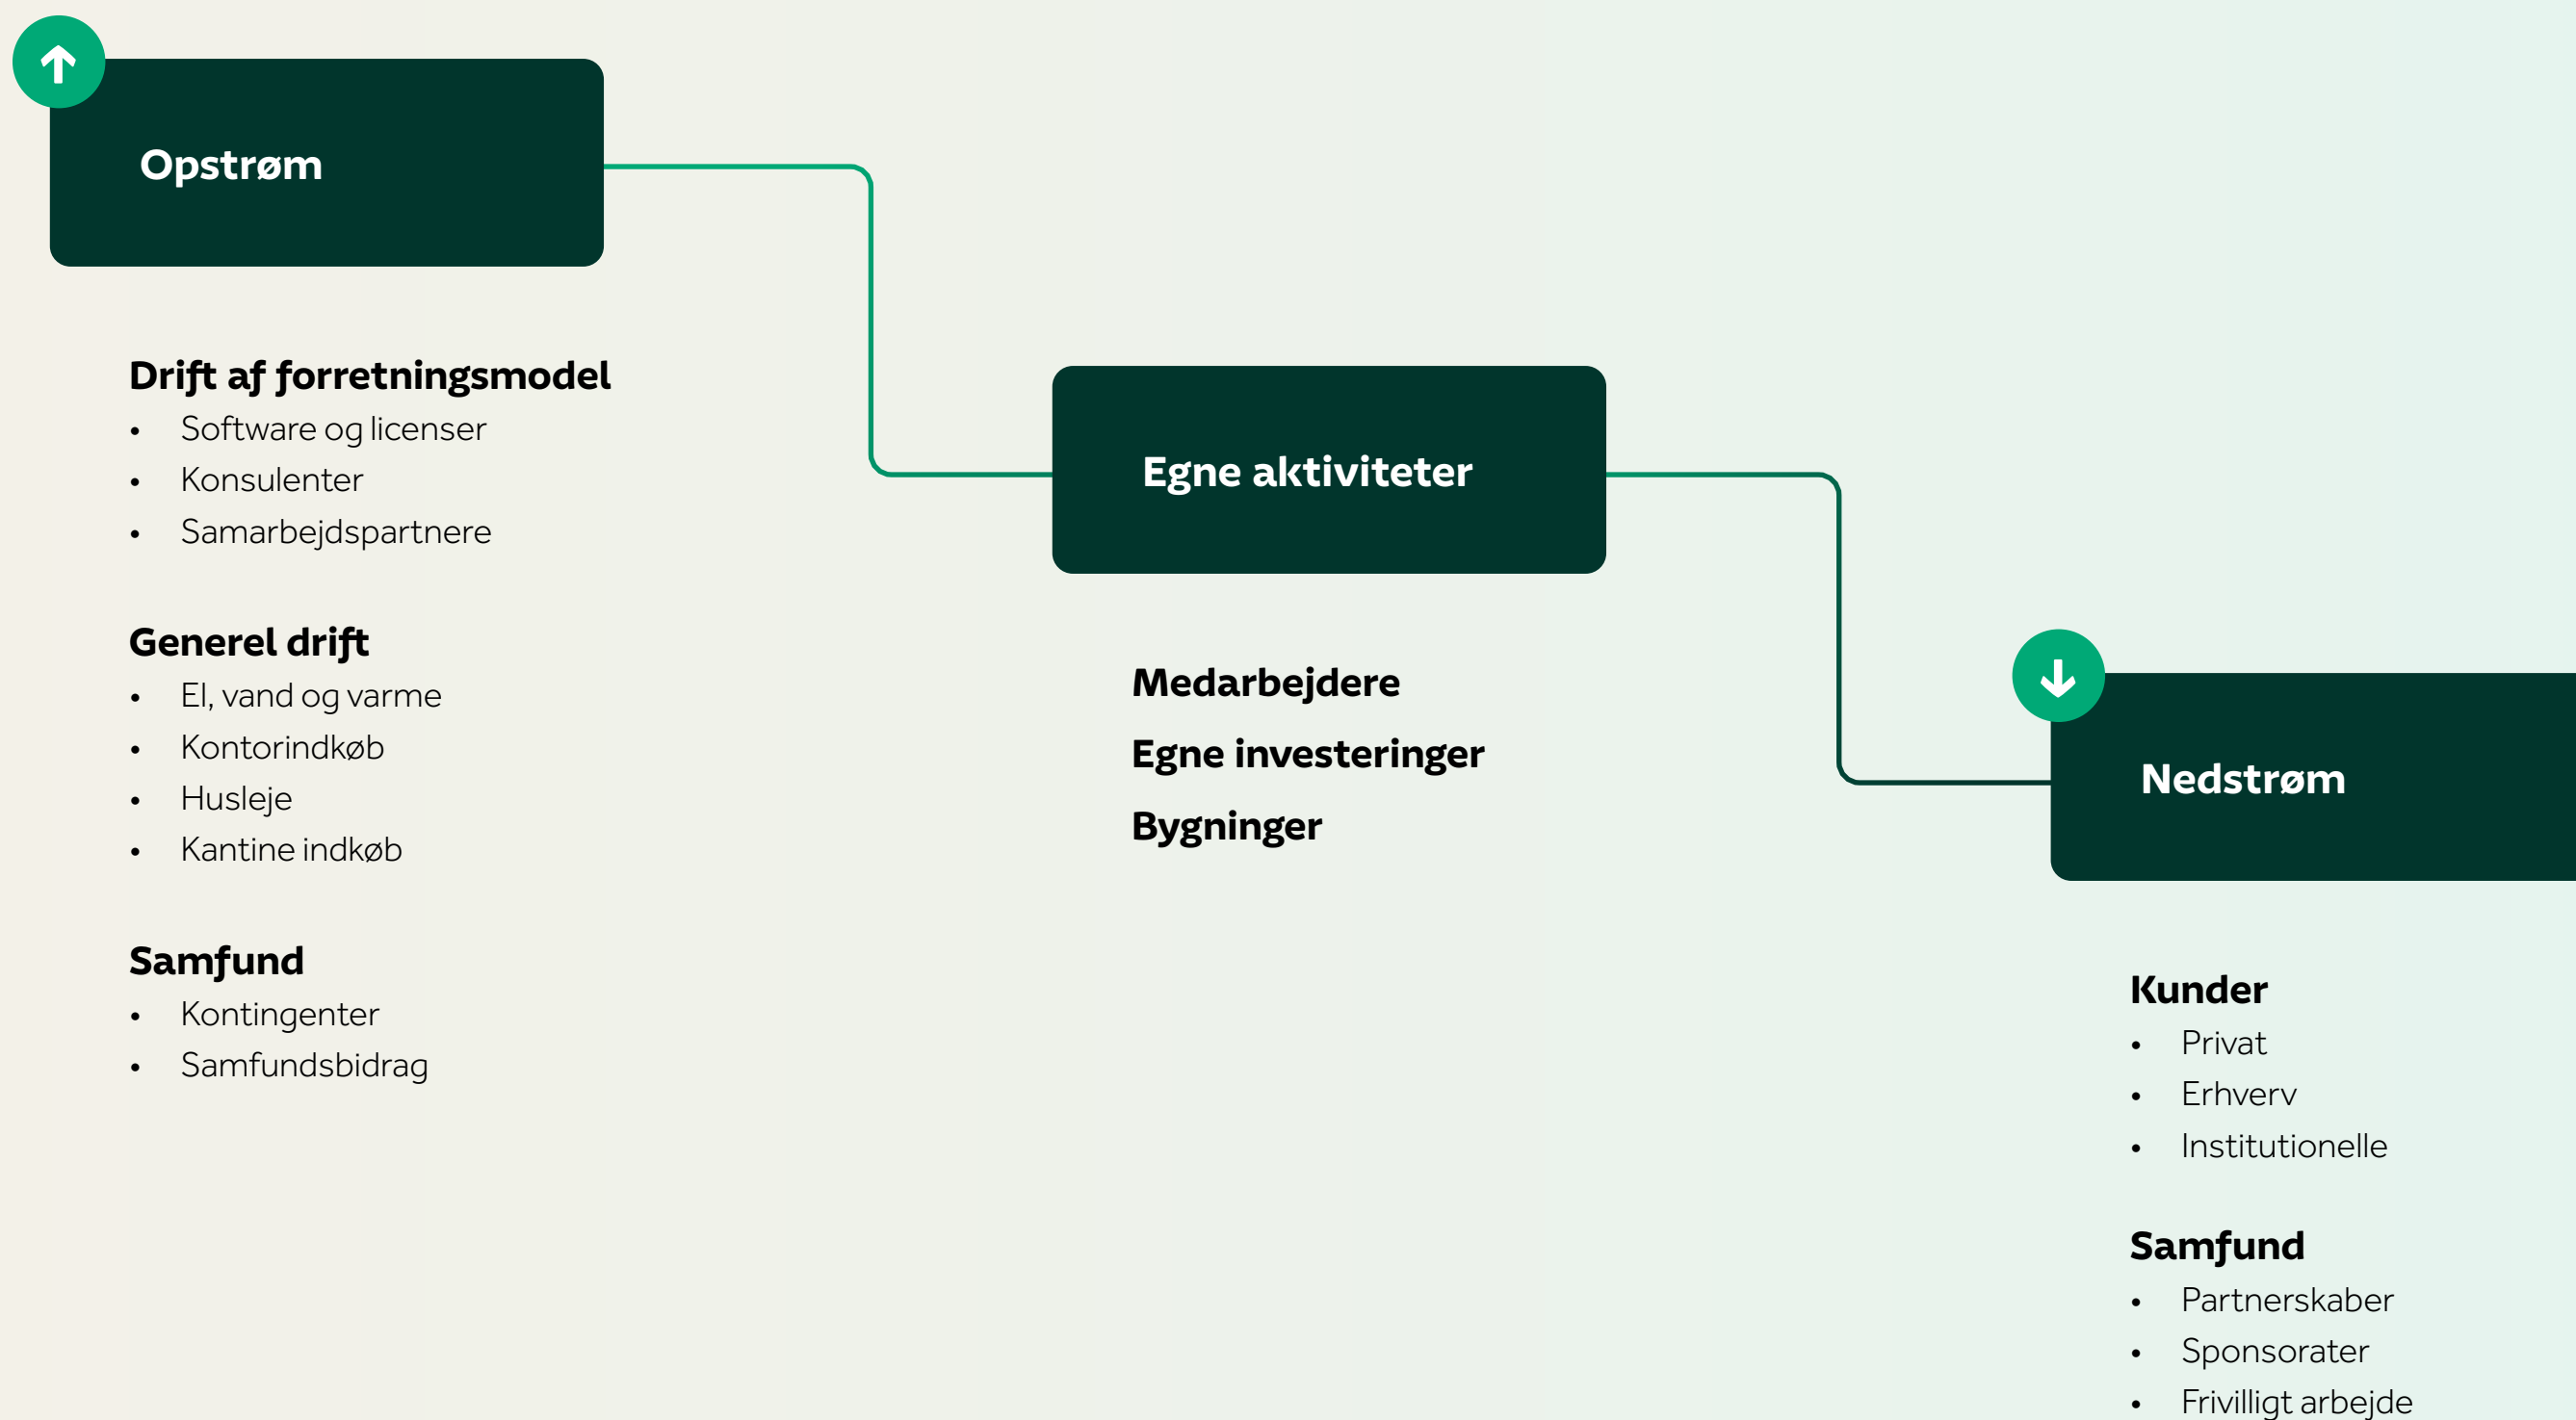 Opstrøm
Drift af forretningsmodel
• Software og licenser
• Konsulenter
• Samarbejdspartnere
Generel drift
• El, vand og varme
• Kontorindkøb
• Husleje
• Kantine indkøb
Samfund
• Kontingenter
• Samfundsbidrag
Egne aktiviteter
Medarbejdere
Egne investeringer
Bygninger
Nedstrøm
Kunder
• Privat
• Erhverv
• Institutionelle
Samfund
• Partnerskaber
• Sponsorater
• Frivilligt arbejde